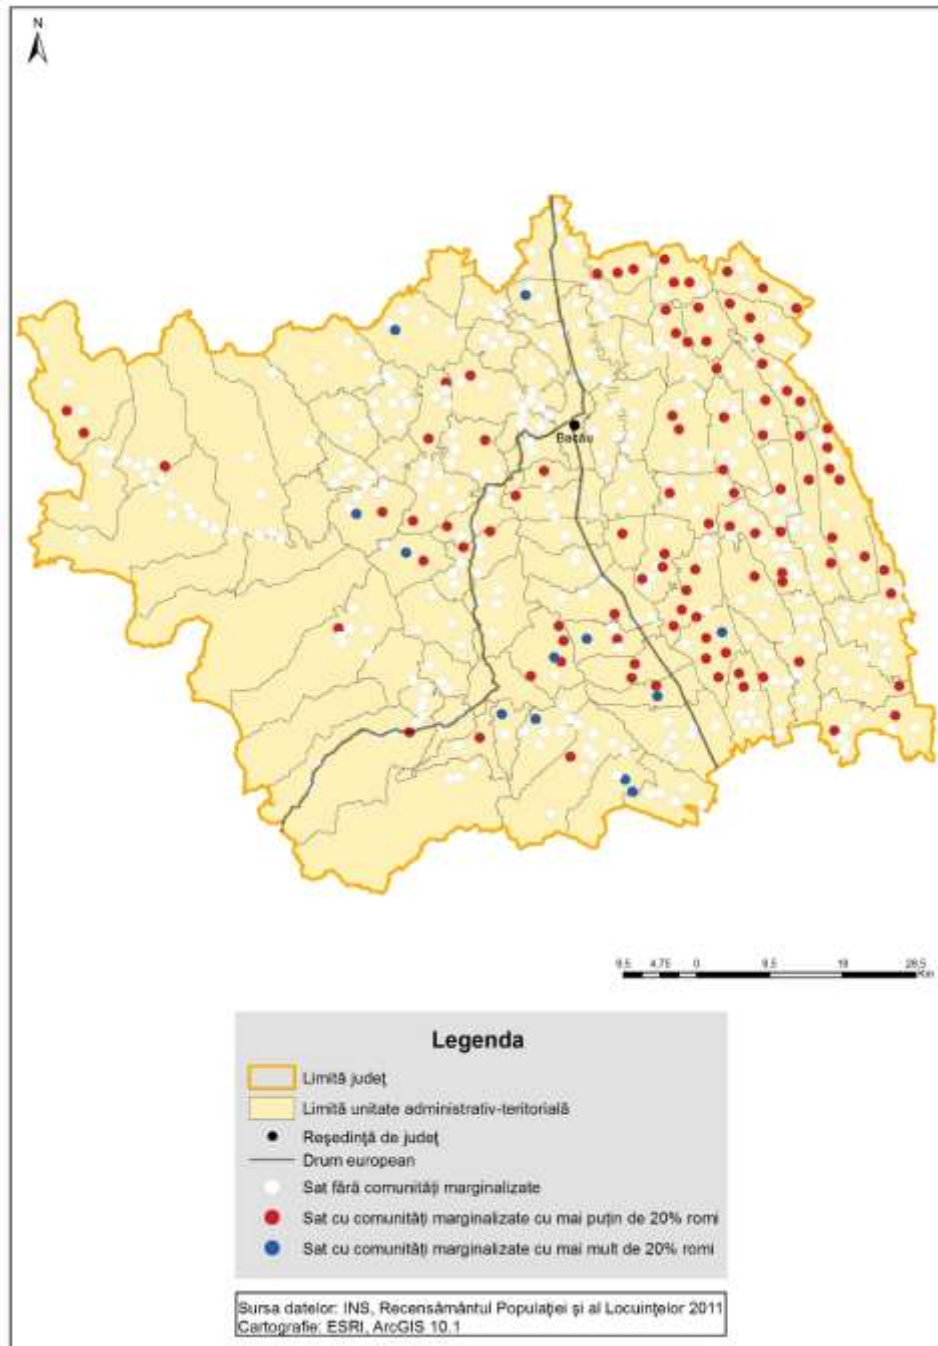 N
Bacău
9,5 4,75 0 9,5 19 28,5
Km
Legenda
Limită județ
Limită unitate administrativ-teritorială
Reședință de județ
Drum european
Sat fără comunități marginalizate
Sat cu comunități marginalizate cu mai puțin de 20% romi
Sat cu comunități marginalizate cu mai mult de 20% romi
Sursa datelor: INS, Recensământul Populației și al Locuințelor 2011
Cartografie: ESRI, ArcGIS 10.1